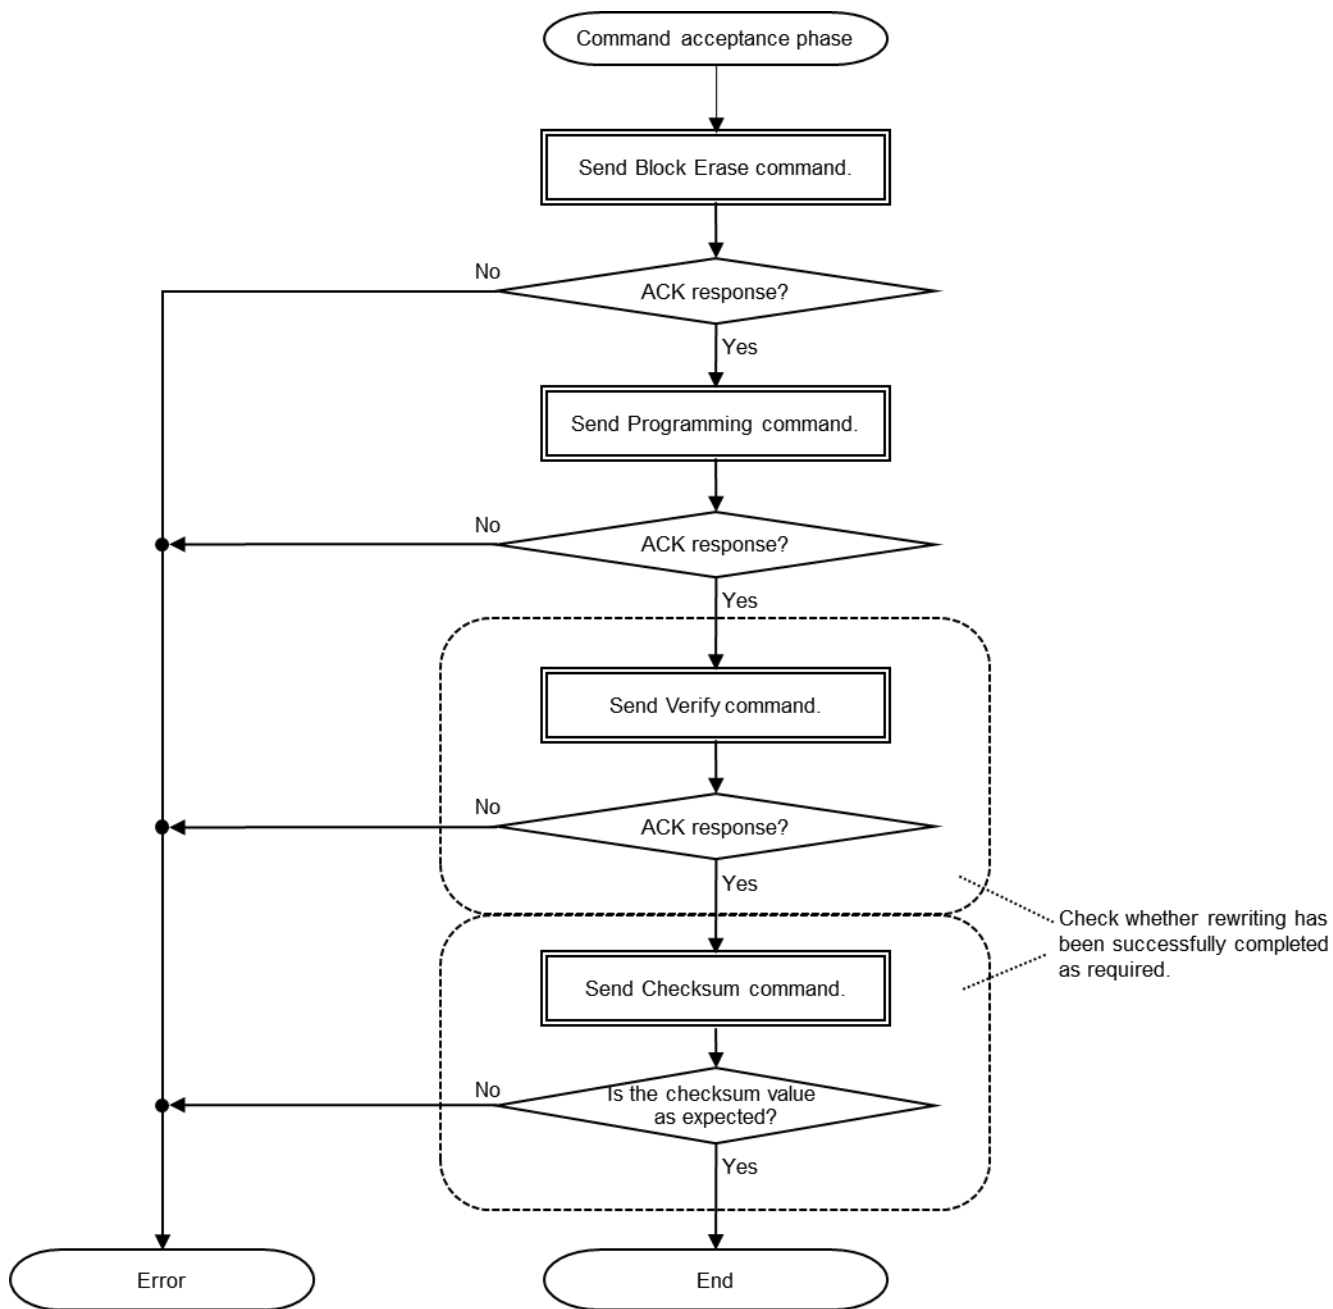 Command acceptance phase
Send Block Erase command.
No
ACK response?
Yes
Send Programming command.
No
ACK response?
Yes
Send Verify command.
No
ACK response?
Yes
Check whether rewriting has
been successfully completed
as required.
Send Checksum command.
No
Is the checksum value
as expected?
Yes
Error
End